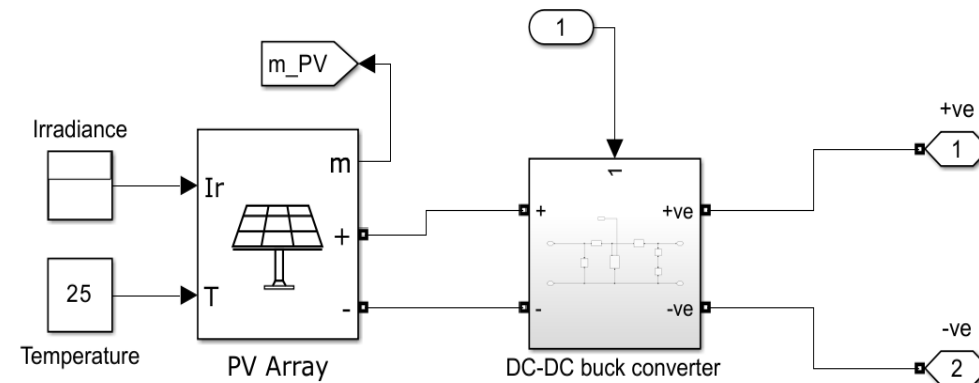 1
m_PV
+ve
Irradiance
1
m
1
Ir
+
+ve
+
25
T
-
-
-ve
-ve
Temperature
PV Array
DC-DC buck converter
2